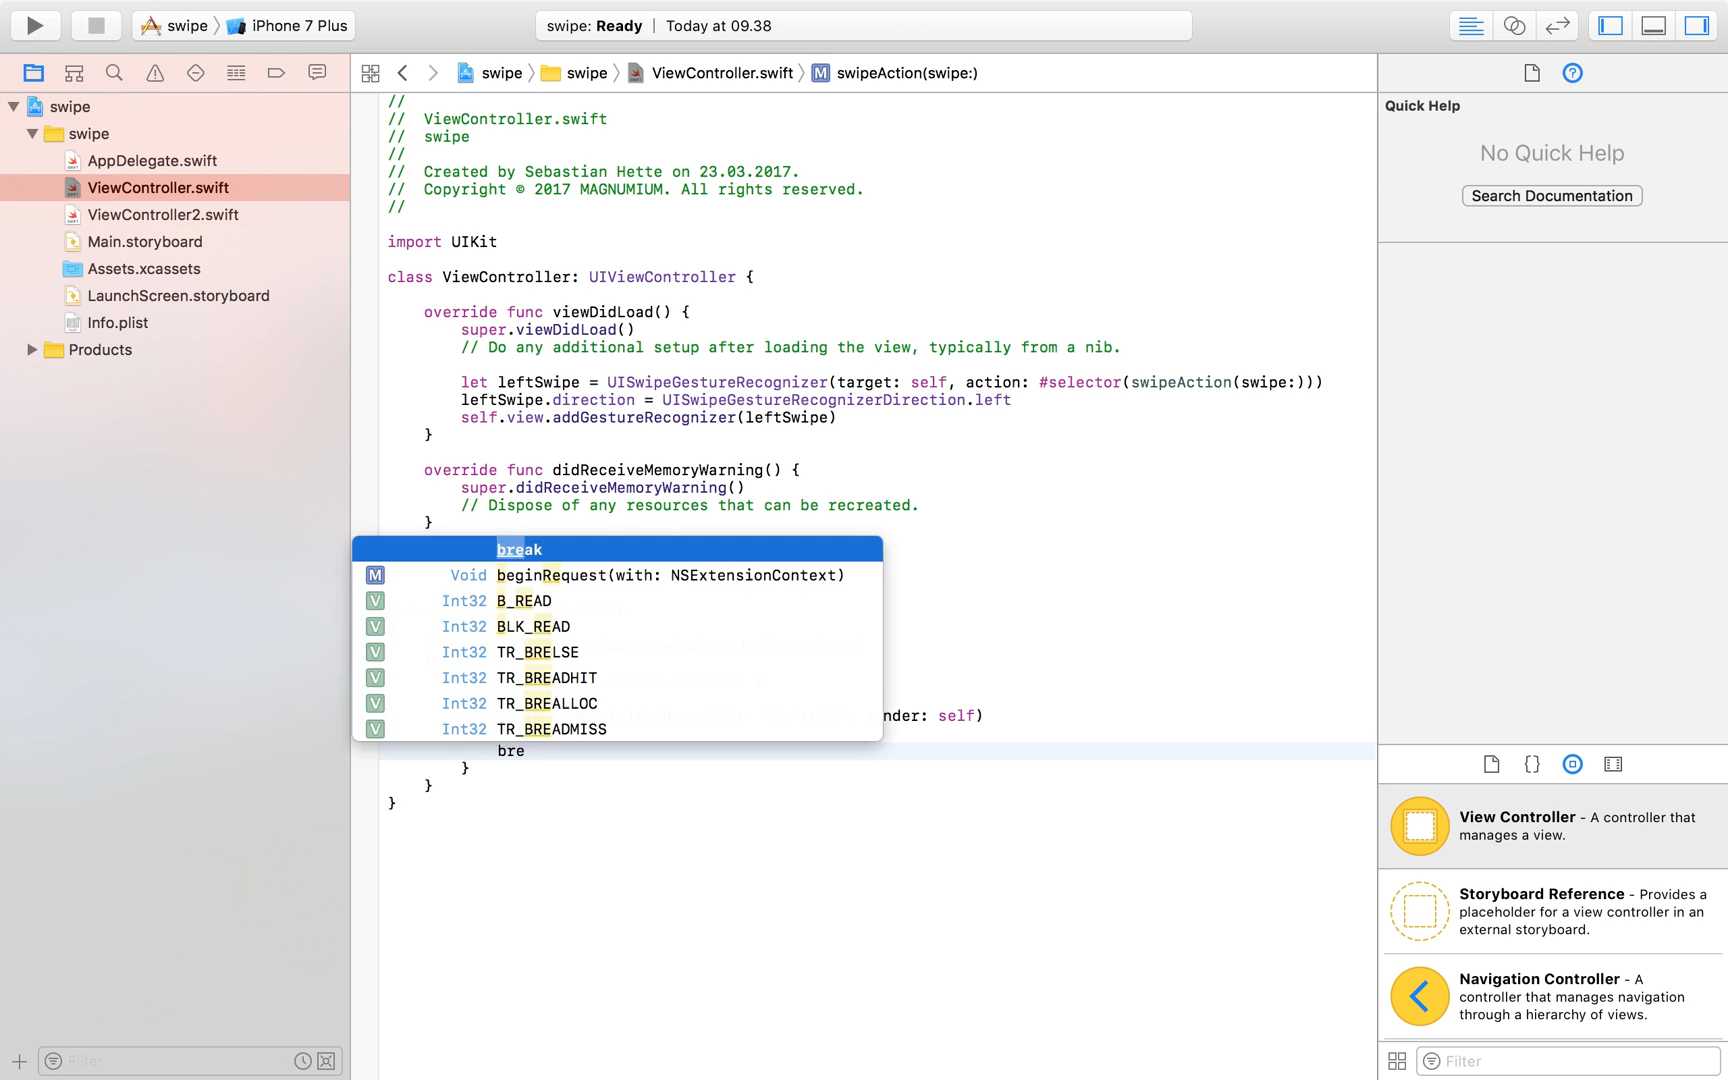 swipe 〉 iPhone 7 Plus
swipe: Ready | Today at 09.38
swipe 〉 swipe 〉 ViewController.swift 〉 M swipeAction(swipe:)
swipe
swipe
AppDelegate.swift
ViewController.swift
ViewController2.swift
Main.storyboard
Assets.xcassets
LaunchScreen.storyboard
Info.plist
Products
Filter
//
// ViewController.swift
// swipe
//
// Created by Sebastian Hette on 23.03.2017.
// Copyright © 2017 MAGNUMIUM. All rights reserved.
//
import UIKit
class ViewController: UIViewController {
override func viewDidLoad() {
super.viewDidLoad()
// Do any additional setup after loading the view, typically from a nib.
let leftSwipe = UISwipeGestureRecognizer(target: self, action: #selector(swipeAction(swipe:)))
leftSwipe.direction = UISwipeGestureRecognizerDirection.left
self.view.addGestureRecognizer(leftSwipe)
}
override func didReceiveMemoryWarning() {
super.didReceiveMemoryWarning()
// Dispose of any resources that can be recreated.
}
break
M Void beginRequest(with: NSExtensionContext)
V Int32 B_READ
V Int32 BLK_READ
V Int32 TR_BRELSE
V Int32 TR_BREADHIT
V Int32 TR_BREALLOC
V Int32 TR_BREADMISS
nder: self)
bre
}
}
}
Quick Help
No Quick Help
Search Documentation
View Controller - A controller that
manages a view.
Storyboard Reference - Provides a
placeholder for a view controller in an
external storyboard.
Navigation Controller - A
controller that manages navigation
through a hierarchy of views.
Filter